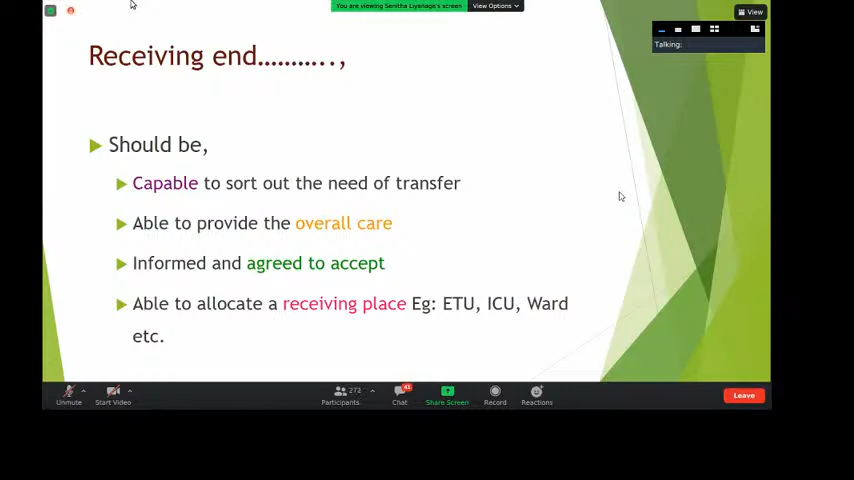 You are viewing Senitha Liyanage's screen
View Options
View
Talking:
Receiving end………..,
Should be,
Capable to sort out the need of transfer
Able to provide the overall care
Informed and agreed to accept
Able to allocate a receiving place Eg: ETU, ICU, Ward
etc.
Unmute
Start Video
272
Participants
41
Chat
Share Screen
Record
Reactions
Leave